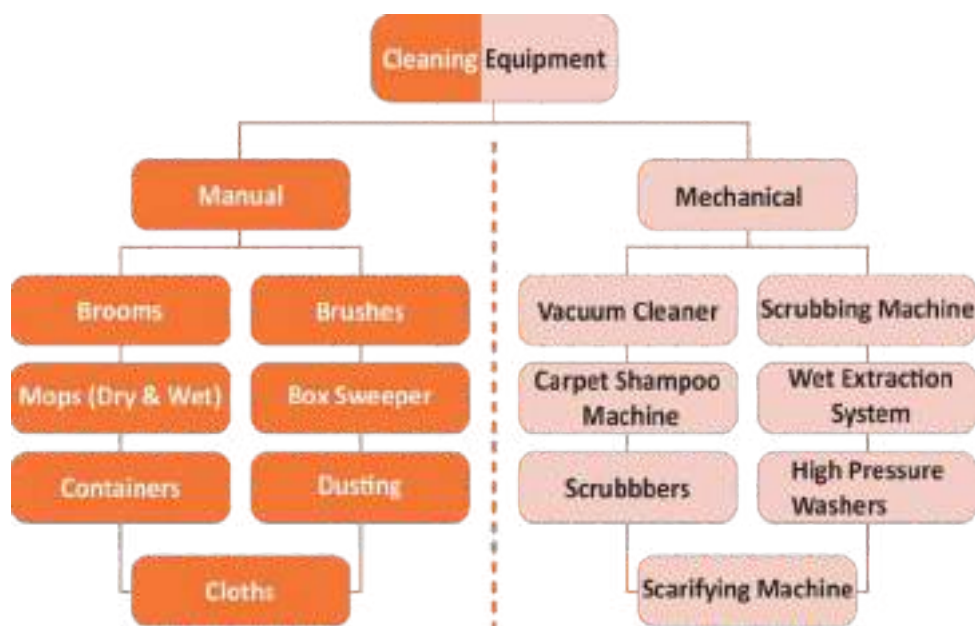 Cleaning Equipment
Manual
Mechanical
Brooms
Brushes
Vacuum Cleaner
Scrubbing Machine
Mops (Dry & Wet)
Box Sweeper
Carpet Shampoo
Machine
Wet Extraction
System
Containers
Dusting
Scrubbbers
High Pressure
Washers
Cloths
Scarifying Machine